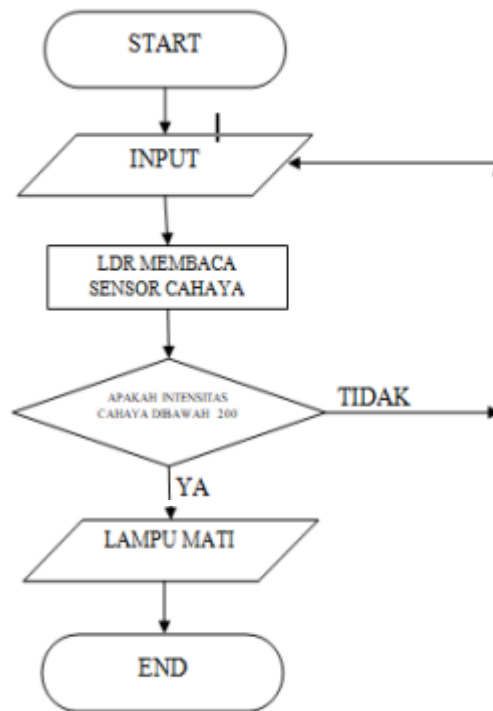 START
INPUT
LDR MEMBACA
SENSOR CAHAYA
APAKAH INTENSITAS
CAHAYA DIBAWAH 200
TIDAK
YA
LAMPU MATI
END